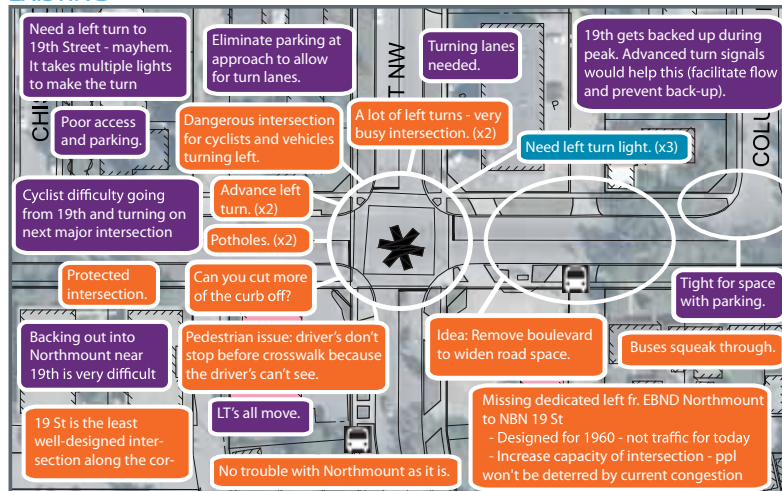 Need a left turn to
19th Street - mayhem.
It takes multiple lights
to make the turn
Eliminate parking at
approach to allow
for turn lanes.
T NW
Turning lanes
needed.
19th gets backed up during
peak. Advanced turn signals
would help this (facilitate flow
and prevent back-up).
CHI
Poor access
and parking.
Dangerous intersection
for cyclists and vehicles
turning left.
A lot of left turns - very
busy intersection. (x2)
P
P
Need left turn light. (x3)
COLU
Cyclist difficulty going
from 19th and turning on
next major intersection
Advance left
turn. (x2)
Potholes. (x2)
Protected
intersection.
Can you cut more
of the curb off?
Tight for space
with parking.
Backing out into
Northmount near
19th is very difficult
Pedestrian issue: driver's don't
stop before crosswalk because
the driver's can't see.
Idea: Remove boulevard
to widen road space.
Buses squeak through.
19 St is the least
well-designed inter-
section along the cor-
LT's all move.
No trouble with Northmount as it is.
Missing dedicated left fr. EBND Northmount
to NBN 19 St
- Designed for 1960 - not traffic for today
- Increase capacity of intersection - ppl
won't be deterred by current congestion